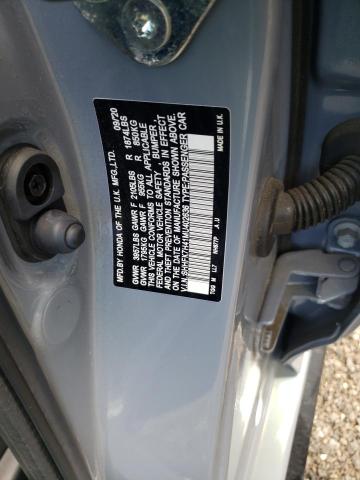 MFD. BY HONDA OF THE U.K. MFG.,LTD. 09/20
GVWR 3957LBS GAWR F 2105LBS R 1874LBS
GVWR 1795KG GAWR F 955KG R 850KG
THIS VEHICLE CONFORMS TO ALL APPLICABLE
FEDERAL MOTOR VEHICLE SAFETY, BUMPER,
AND THEFT PREVENTION STANDARDS IN EFFECT
ON THE DATE OF MANUFACTURE SHOWN ABOVE.
TYPE:PASSENGER CAR
MADE IN U.K.